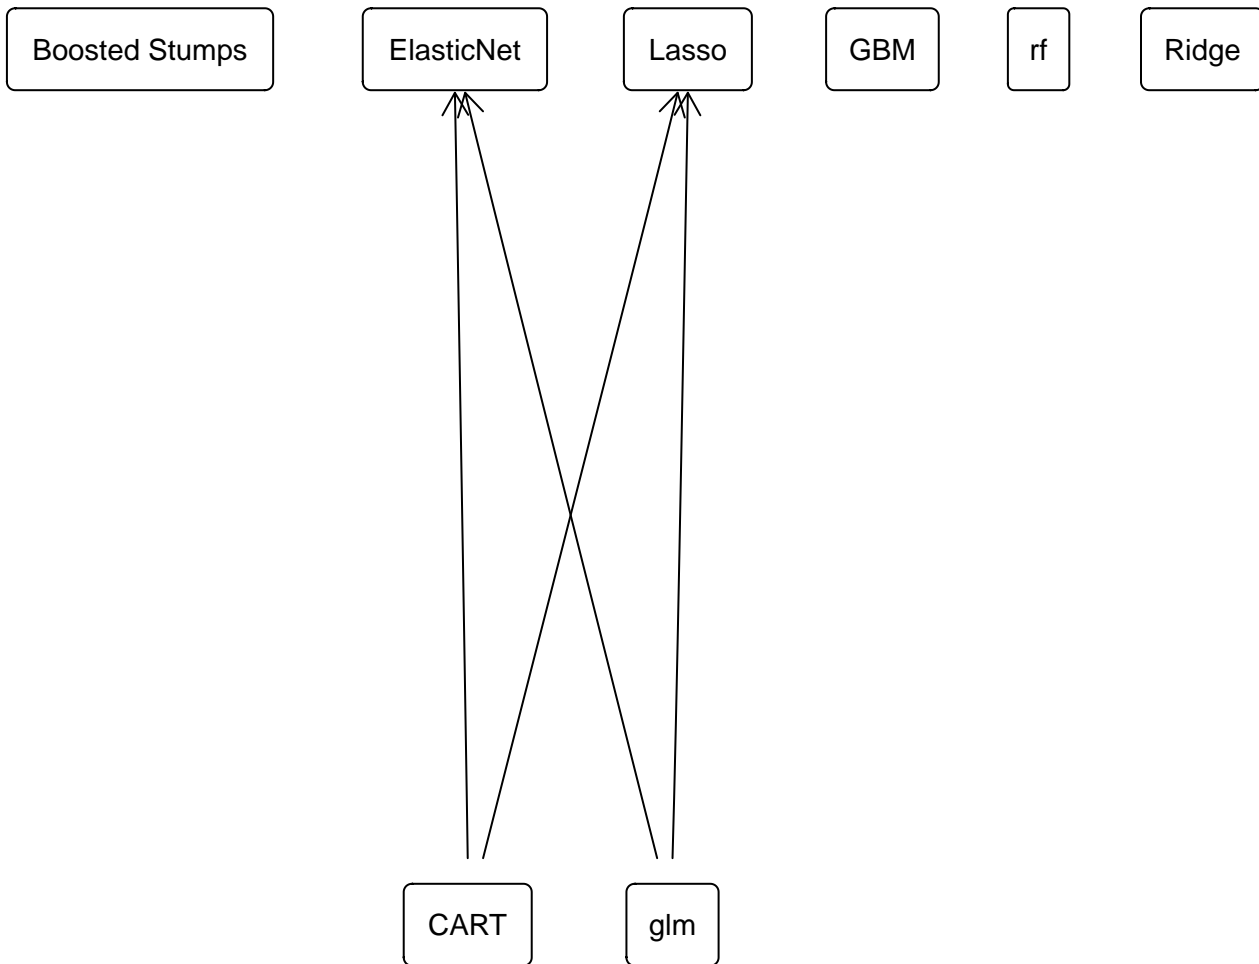 Boosted Stumps
ElasticNet
Lasso
GBM
rf
Ridge
CART
glm